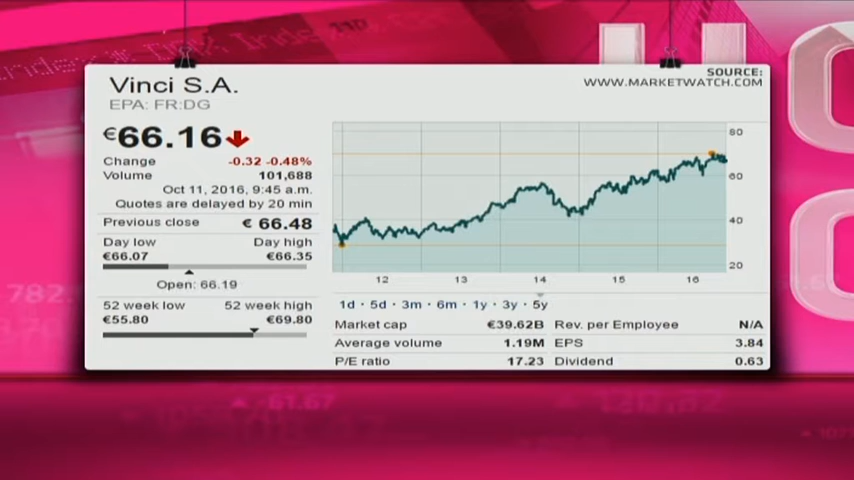 Vinci S.A.
EPA: FR:DG
SOURCE:
WWW.MARKETWATCH.COM
€66.16
Change -0.32 -0.48%
Volume 101,688
Oct 11, 2016, 9:45 a.m.
Quotes are delayed by 20 min
Previous close € 66.48
Day low Day high
€66.07 €66.35
Open: 66.19
52 week low 52 week high
€55.80 €69.80
80
60
40
20
12 13 14 15 16
1d · 5d · 3m · 6m · 1y · 3y · 5y
Market cap €39.62B Rev. per Employee N/A
Average volume 1.19M EPS 3.84
P/E ratio 17.23 Dividend 0.63
61.67